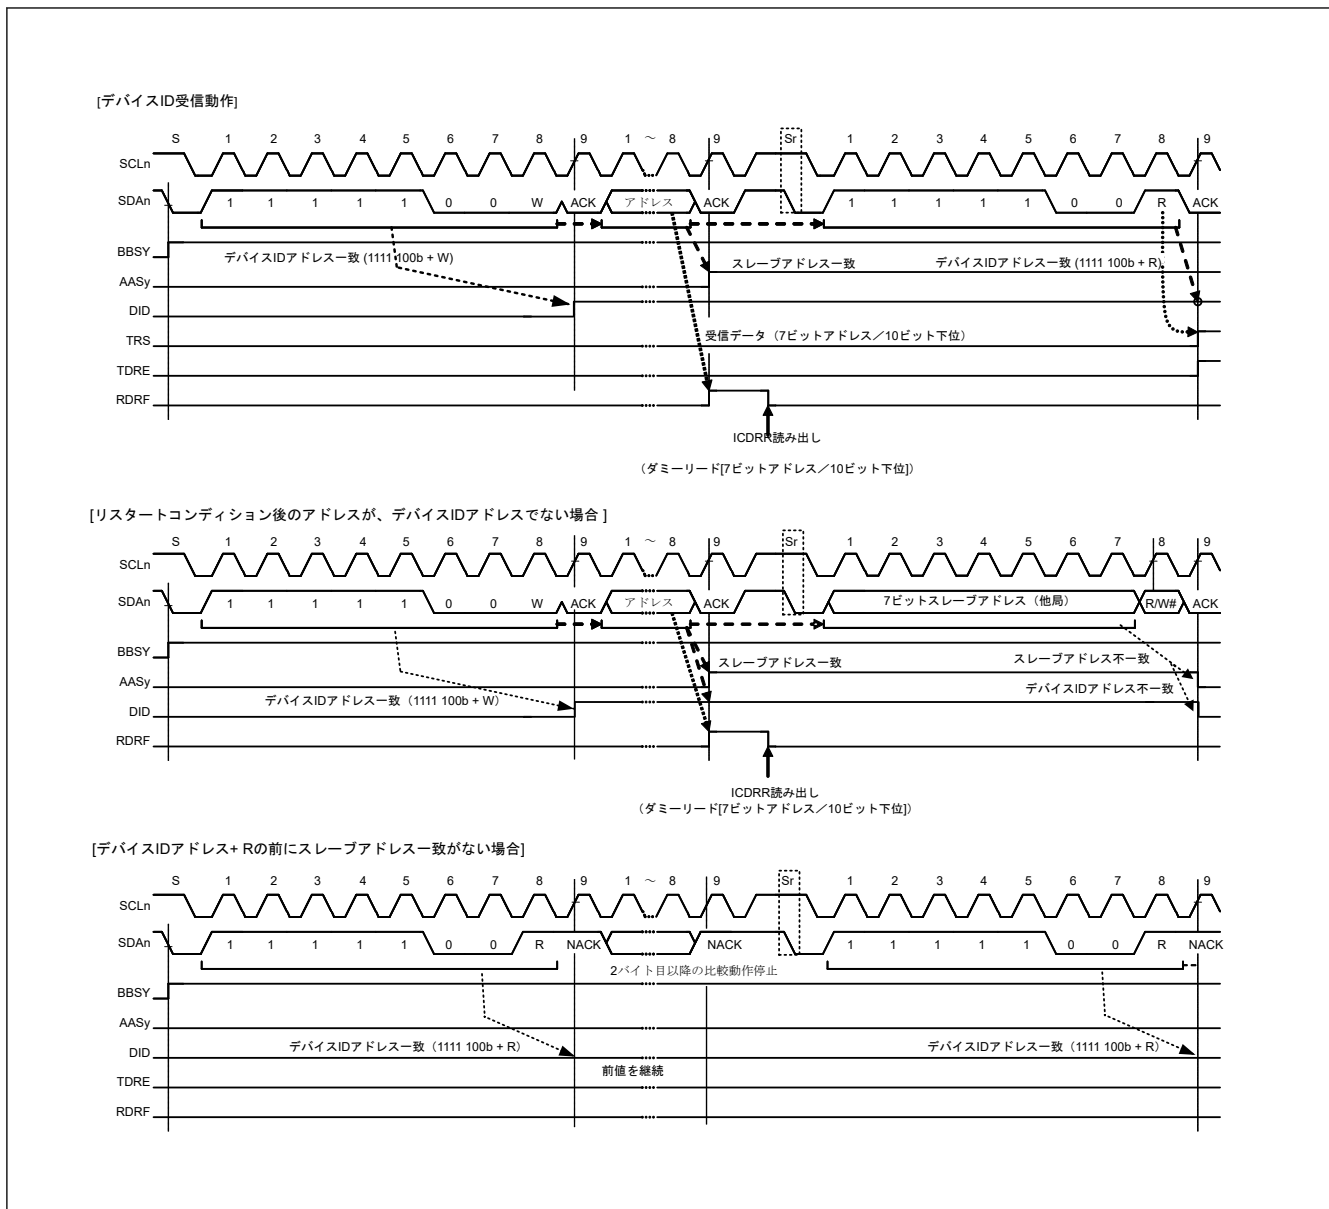 [デバイスID受信動作]
S 1 2 3 4 5 6 7 8 9 1 ～ 8 9 Sr 1 2 3 4 5 6 7 8 9
SCLn
SDAn 1 1 1 1 1 0 0 W ACK アドレス ACK 1 1 1 1 1 0 0 R ACK
BBSY
デバイスIDアドレス一致 (1111 100b + W)
スレーブアドレス一致
デバイスIDアドレス一致 (1111 100b + R)
AASy
DID
TRS
受信データ（7ビットアドレス／10ビット下位）
TDRE
RDRF
ICDRR読み出し
（ダミーリード[7ビットアドレス／10ビット下位]）
[リスタートコンディション後のアドレスが、デバイスIDアドレスでない場合 ]
S 1 2 3 4 5 6 7 8 9 1 ～ 8 9 Sr 1 2 3 4 5 6 7 8 9
SCLn
SDAn 1 1 1 1 1 0 0 W ACK アドレス ACK 7ビットスレーブアドレス（他局） R/W# ACK
BBSY
スレーブアドレス一致
スレーブアドレス不一致
AASy
デバイスIDアドレス一致（1111 100b + W）
デバイスIDアドレス不一致
DID
RDRF
ICDRR読み出し
（ダミーリード[7ビットアドレス／10ビット下位]）
[デバイスIDアドレス+ Rの前にスレーブアドレス一致がない場合]
S 1 2 3 4 5 6 7 8 9 1 ～ 8 9 Sr 1 2 3 4 5 6 7 8 9
SCLn
SDAn 1 1 1 1 1 0 0 R NACK NACK 1 1 1 1 1 0 0 R NACK
2バイト目以降の比較動作停止
BBSY
AASy
デバイスIDアドレス一致（1111 100b + R）
デバイスIDアドレス一致（1111 100b + R）
DID
前値を継続
TDRE
RDRF